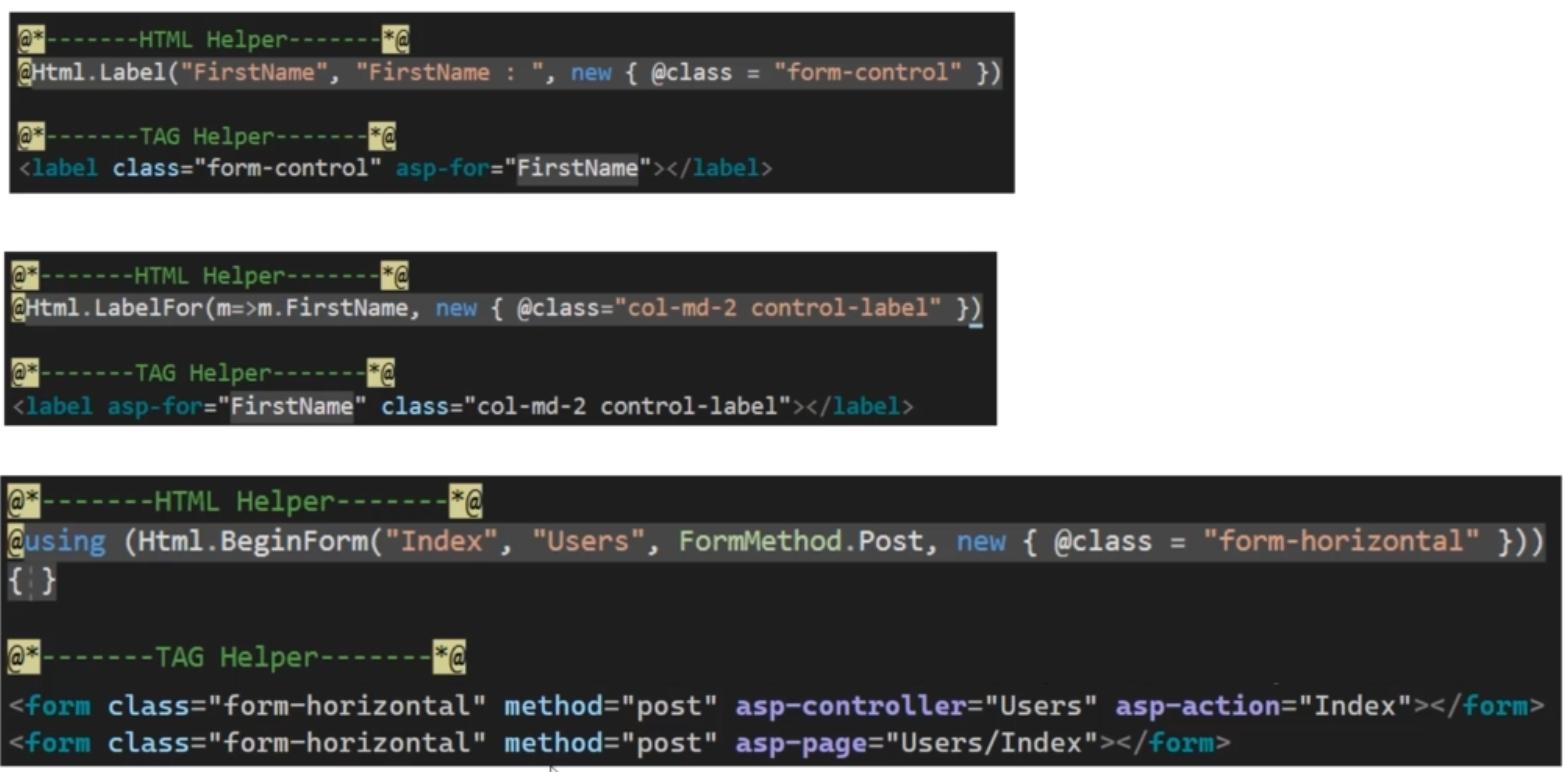 @*-------HTML Helper-------*@
@Html.Label("FirstName", "FirstName : ", new { @class = "form-control" })
@*-------TAG Helper-------*@
<label class="form-control" asp-for="FirstName"></label>
@*-------HTML Helper-------*@
@Html.LabelFor(m=>m.FirstName, new { @class="col-md-2 control-label" })
@*-------TAG Helper-------*@
<label asp-for="FirstName" class="col-md-2 control-label"></label>
@*-------HTML Helper-------*@
@using (Html.BeginForm("Index", "Users", FormMethod.Post, new { @class = "form-horizontal" }))
{ }
@*-------TAG Helper-------*@
<form class="form-horizontal" method="post" asp-controller="Users" asp-action="Index"></form>
<form class="form-horizontal" method="post" asp-page="Users/Index"></form>